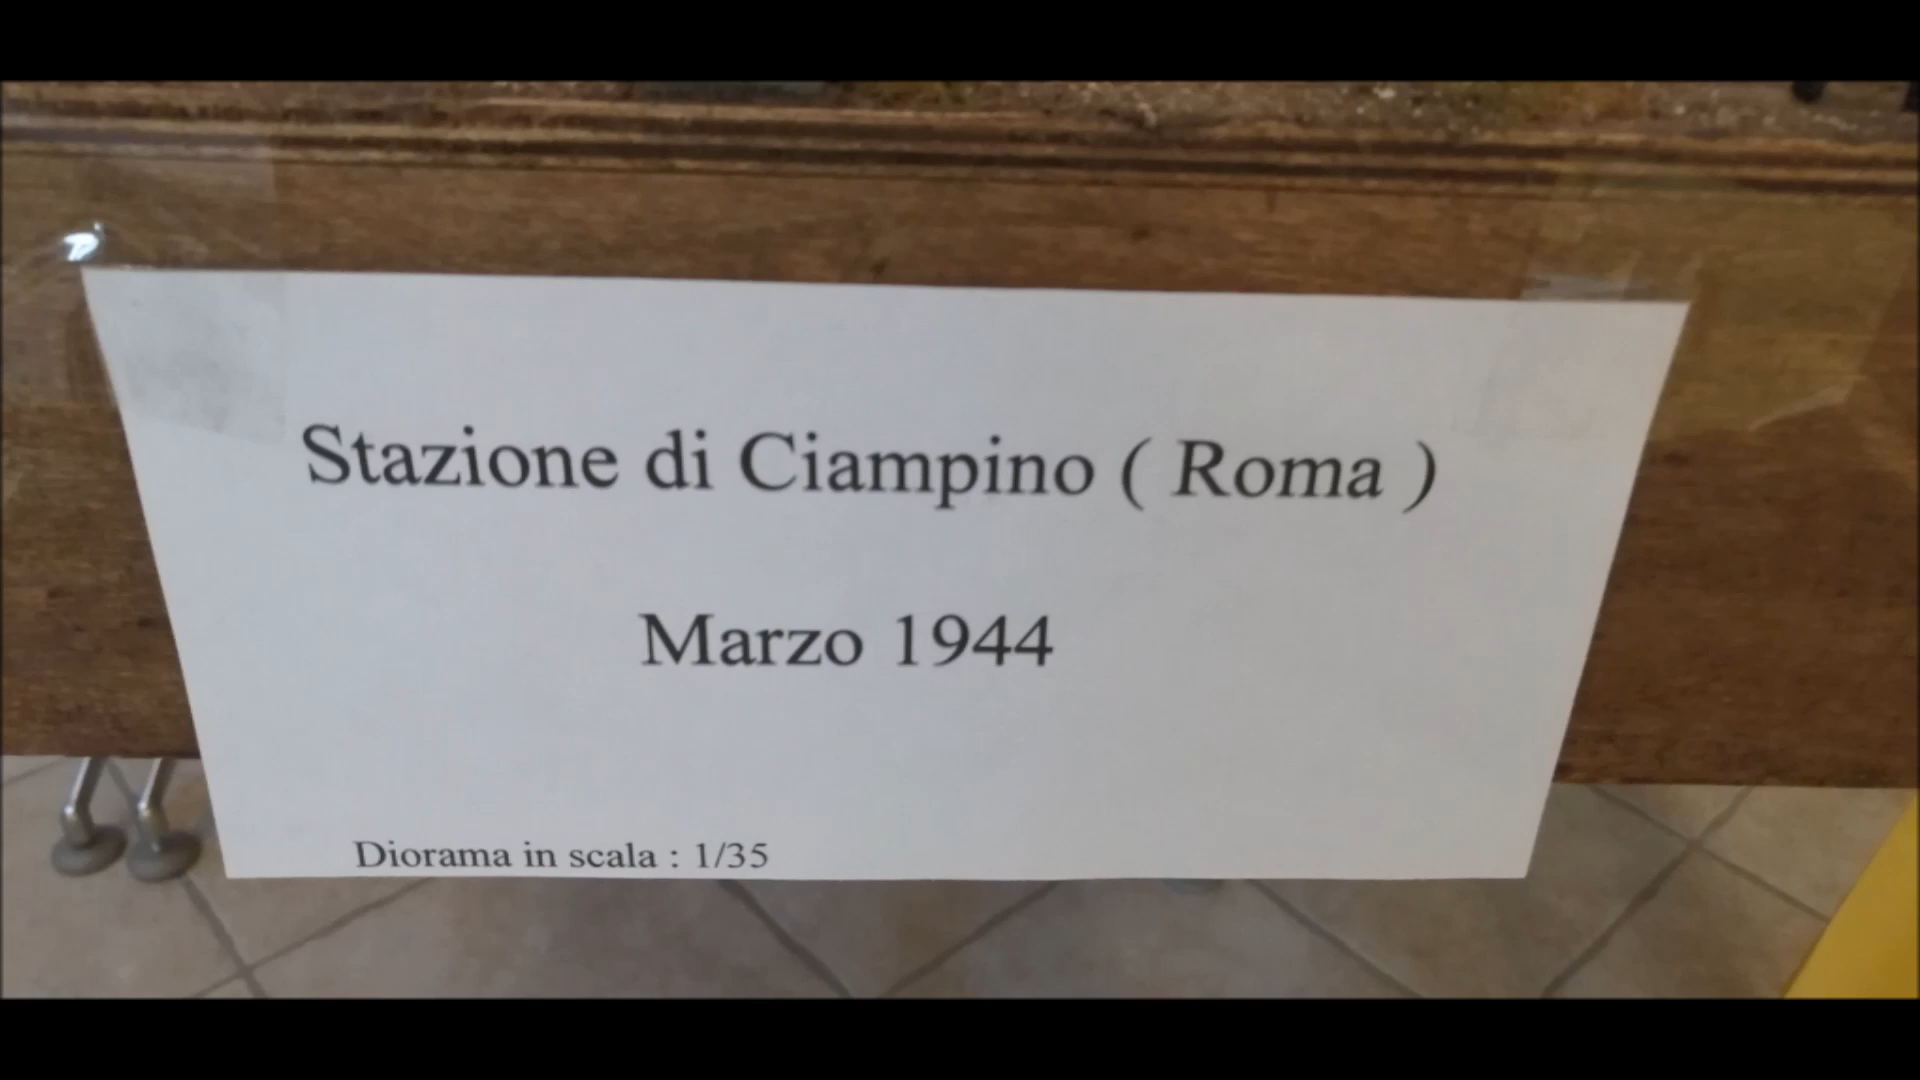 Stazione di Ciampino ( Roma )
Marzo 1944
Diorama in scala : 1/35